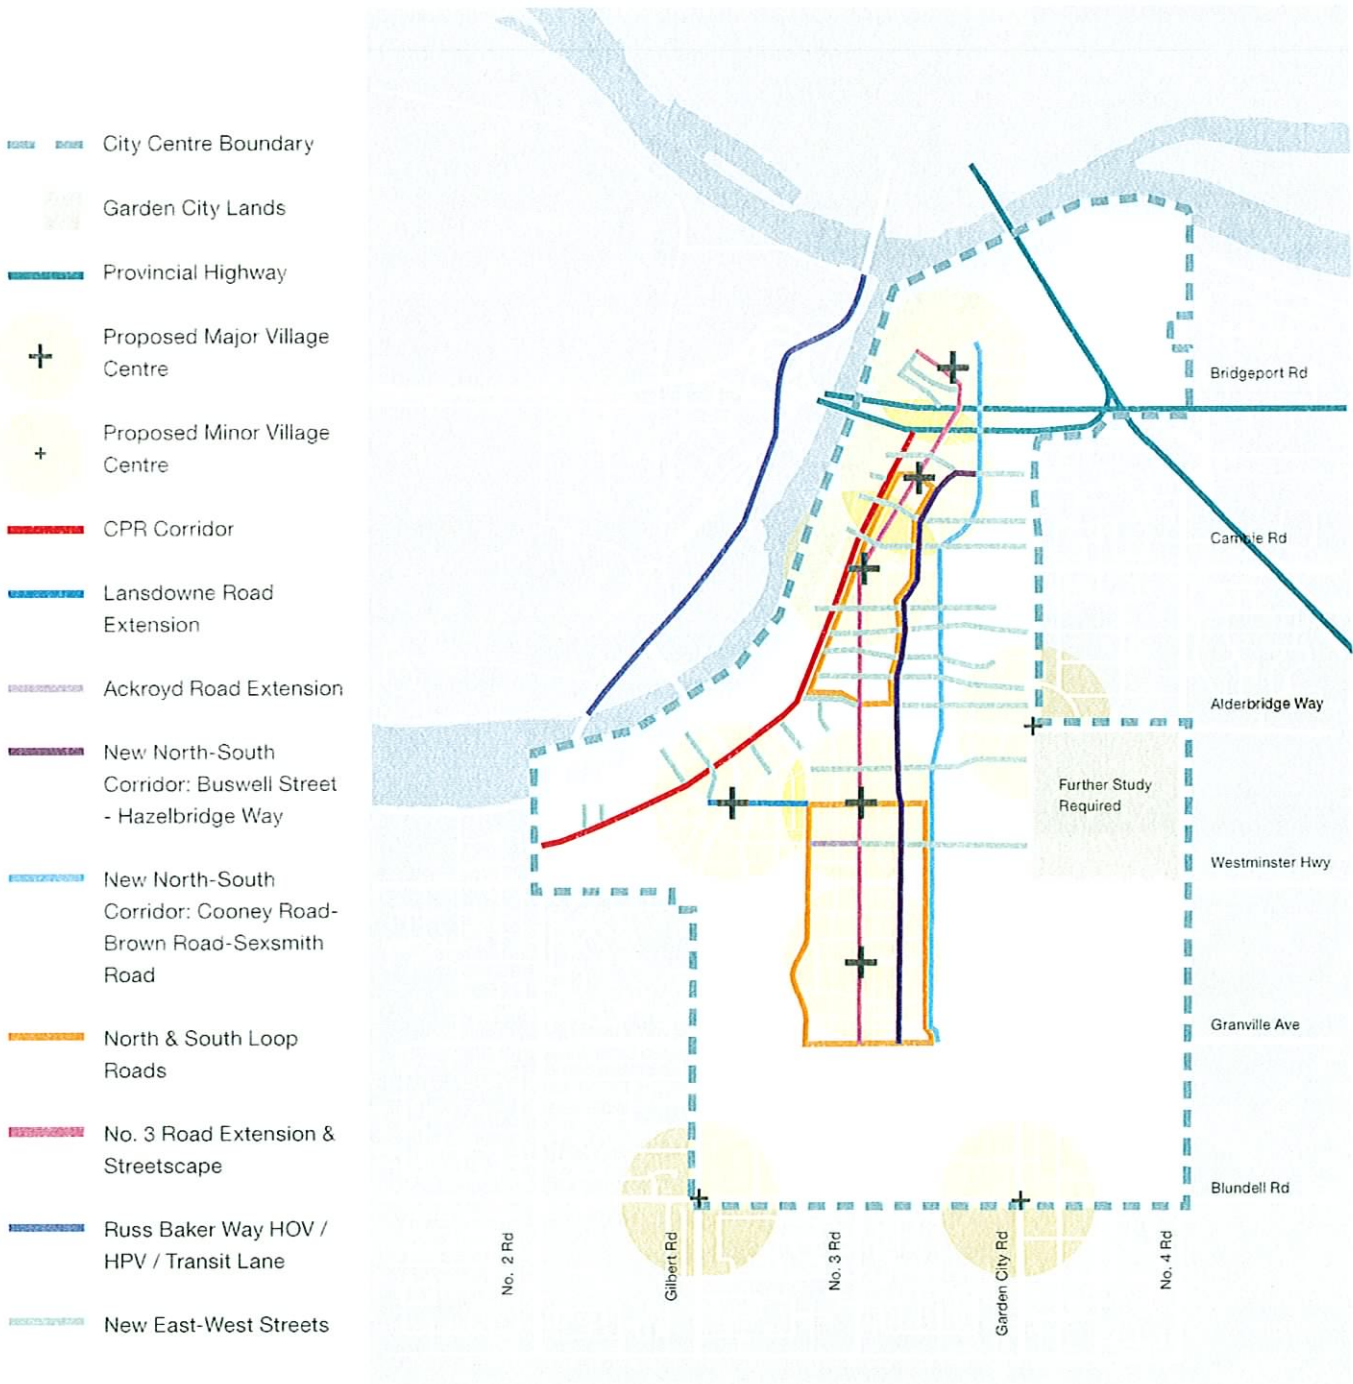 City Centre Boundary
Garden City Lands
Provincial Highway
Proposed Major Village
Centre
Proposed Minor Village
Centre
CPR Corridor
Lansdowne Road
Extension
Ackroyd Road Extension
New North-South
Corridor: Buswell Street
- Hazelbridge Way
New North-South
Corridor: Cooney Road-
Brown Road-Sexsmith
Road
North & South Loop
Roads
No. 3 Road Extension &
Streetscape
Russ Baker Way HOV /
HPV / Transit Lane
New East-West Streets
Bridgeport Rd
Cambie Rd
Alderbridge Way
Further Study
Required
Westminster Hwy
Granville Ave
Blundell Rd
No. 2 Rd
Gilbert Rd
No. 3 Rd
Garden City Rd
No. 4 Rd